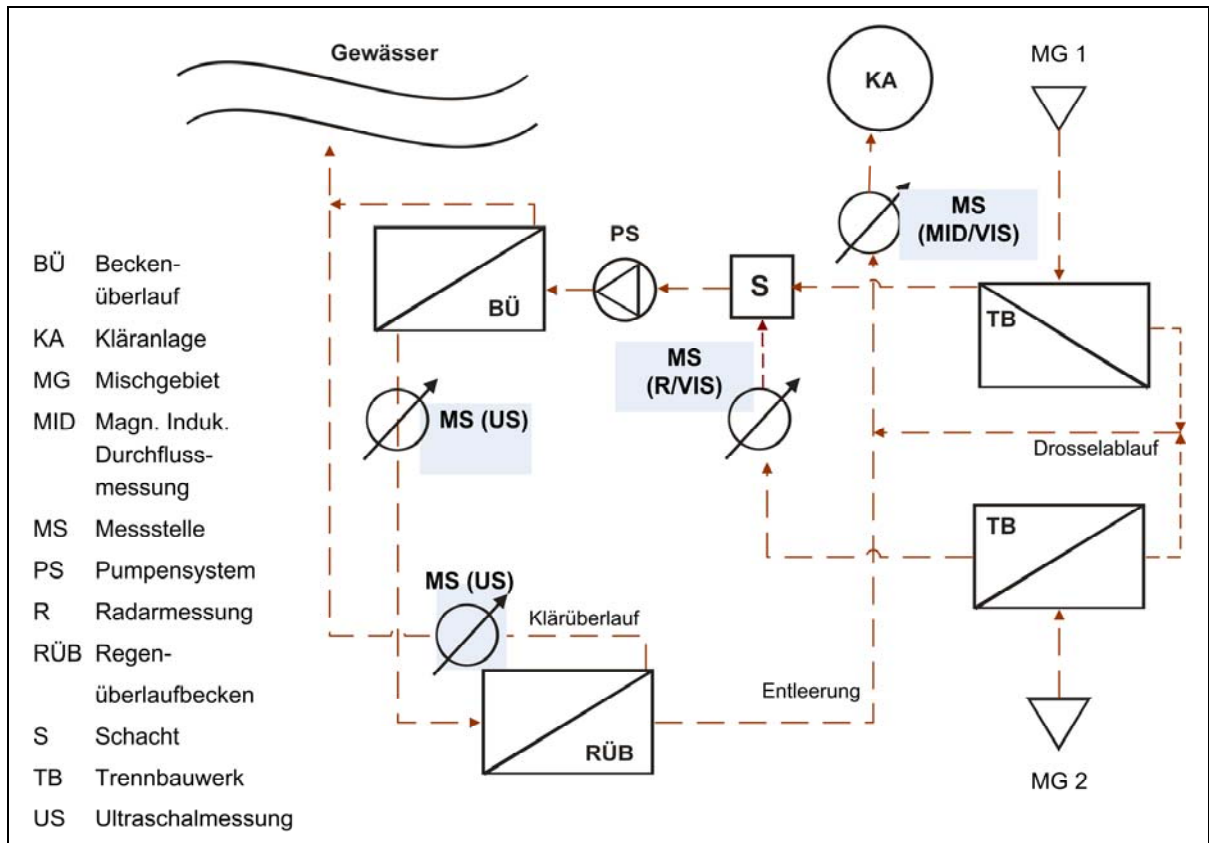 Gewässer
KA
MG 1
MS
(MID/VIS)
PS
BÜ
S
TB
MS
(R/VIS)
MS (US)
Drosselablauf
TB
MS (US)
Klärüberlauf
Entleerung
RÜB
MG 2
BÜ Becken-
überlauf
KA Kläranlage
MG Mischgebiet
MID Magn. Induk.
Durchfluss-
messung
MS Messstelle
PS Pumpensystem
R Radarmessung
RÜB Regen-
überlaufbecken
S Schacht
TB Trennbauwerk
US Ultraschalmessung